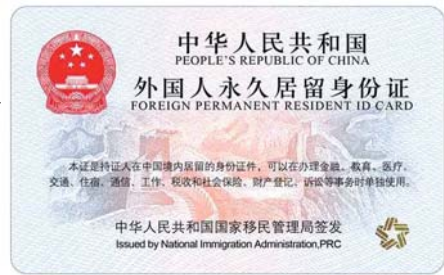 中华人民共和国
PEOPLE'S REPUBLIC OF CHINA
外国人永久居留身份证
FOREIGN PERMANENT RESIDENT ID CARD
本证是持证人在中国境内居留的身份证件，可以在办理金融、教育、医疗、
交通、住宿、通信、工作、税收和社会保险、财产登记、诉讼等事务时单独使用。
中华人民共和国国家移民管理局签发
Issued by National Immigration Administration,PRC